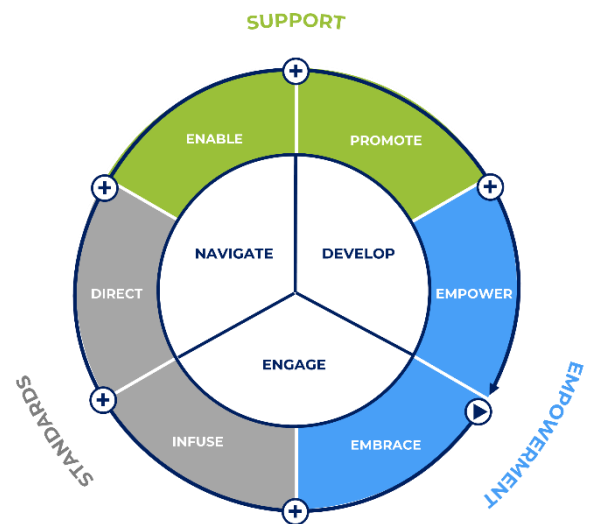 SUPPORT
ENABLE
PROMOTE
NAVIGATE
DEVELOP
DIRECT
EMPOWER
ENGAGE
INFUSE
EMBRACE
STANDARDS
EMPOWERMENT